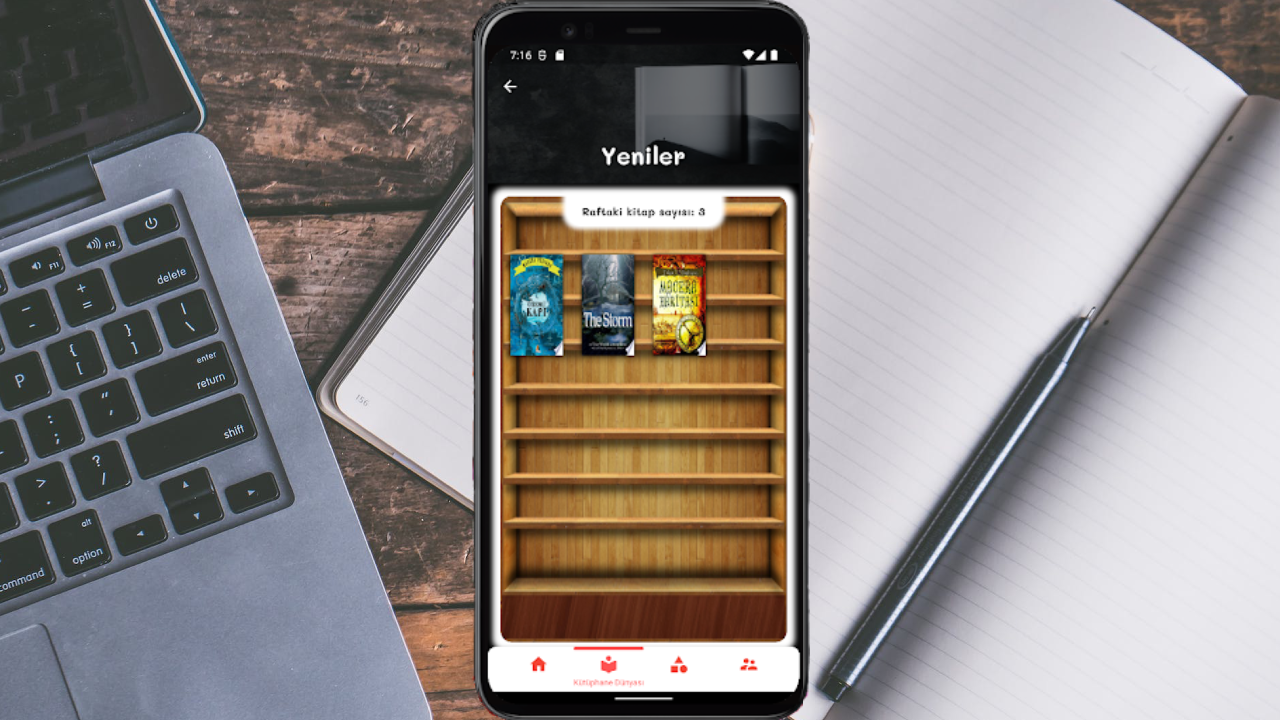 7:16
Yeniler
Raftaki kitap sayısı: 3
The Storm
MACERA
HARİTASI
Kütüphane Dünyası
156
F11
F12
delete
+
=
–
-
{
[
}
]
|
\
P
enter
return
:
;
"
'
shift
?
/
>
.
alt
option
command